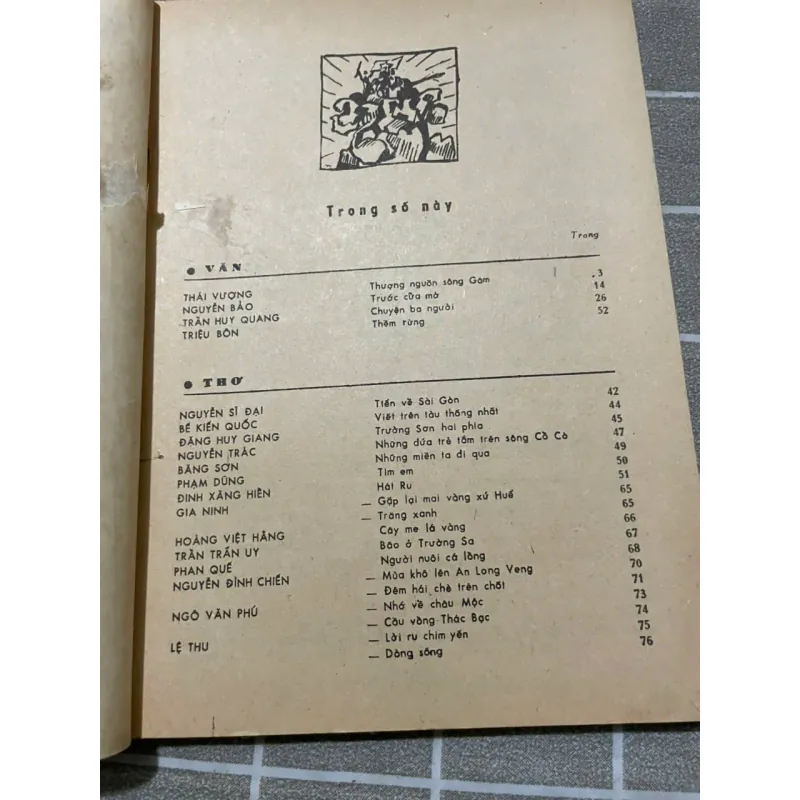 Trong số này
Trang
● VĂN
THÁI VƯỢNG Thượng nguồn sông Gâm 3
NGUYỄN BẢO Trước cửa mở 14
TRẦN HUY QUANG Chuyện ba người 26
TRIỆU BÔN Thềm rừng 52
● THƠ
NGUYỄN SĨ ĐẠI Tiến về Sài Gòn 42
BẾ KIẾN QUỐC Viết trên tàu thống nhất 44
ĐẶNG HUY GIANG Trường Sơn hai phía 45
NGUYỄN TRÁC Những đứa trẻ tắm trên sông Cồ Cò 47
BĂNG SƠN Những miền ta đi qua 49
PHẠM DŨNG Tìm em 50
ĐINH XĂNG HIỀN Hát Ru 51
GIA NINH — Gặp lại mai vàng xứ Huế 65
— Trăng xanh 65
HOÀNG VIỆT HẰNG Cây me lá vàng 66
TRẦN TRẤN UY Bão ở Trường Sa 67
PHAN QUẾ Người nuôi cá lồng 68
NGUYỄN ĐÌNH CHIẾN — Mùa khô lên An Long Veng 70
— Đêm hái chè trên chốt 71
NGÔ VĂN PHÚ — Nhớ về châu Mộc 73
— Cầu vồng Thác Bạc 74
LỆ THU — Lời ru chim yến 75
— Dòng sông 76